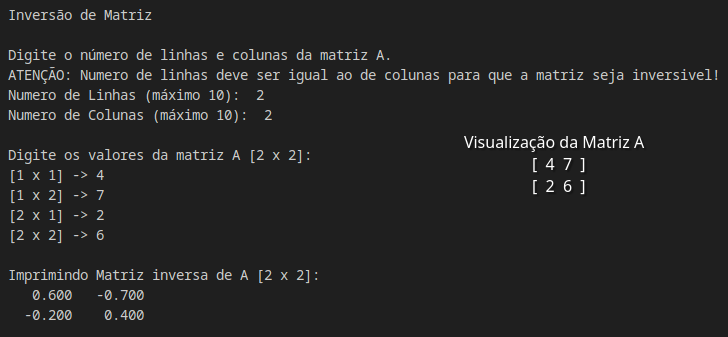 Inversão de Matriz
Digite o número de linhas e colunas da matriz A.
ATENÇÃO: Numero de linhas deve ser igual ao de colunas para que a matriz seja inversivel!
Numero de Linhas (máximo 10):  2
Numero de Colunas (máximo 10):  2
Digite os valores da matriz A [2 x 2]:
[1 x 1] -> 4
[1 x 2] -> 7
[2 x 1] -> 2
[2 x 2] -> 6
Visualização da Matriz A
[ 4 7 ]
[ 2 6 ]
Imprimindo Matriz inversa de A [2 x 2]:
0.600   -0.700
-0.200    0.400